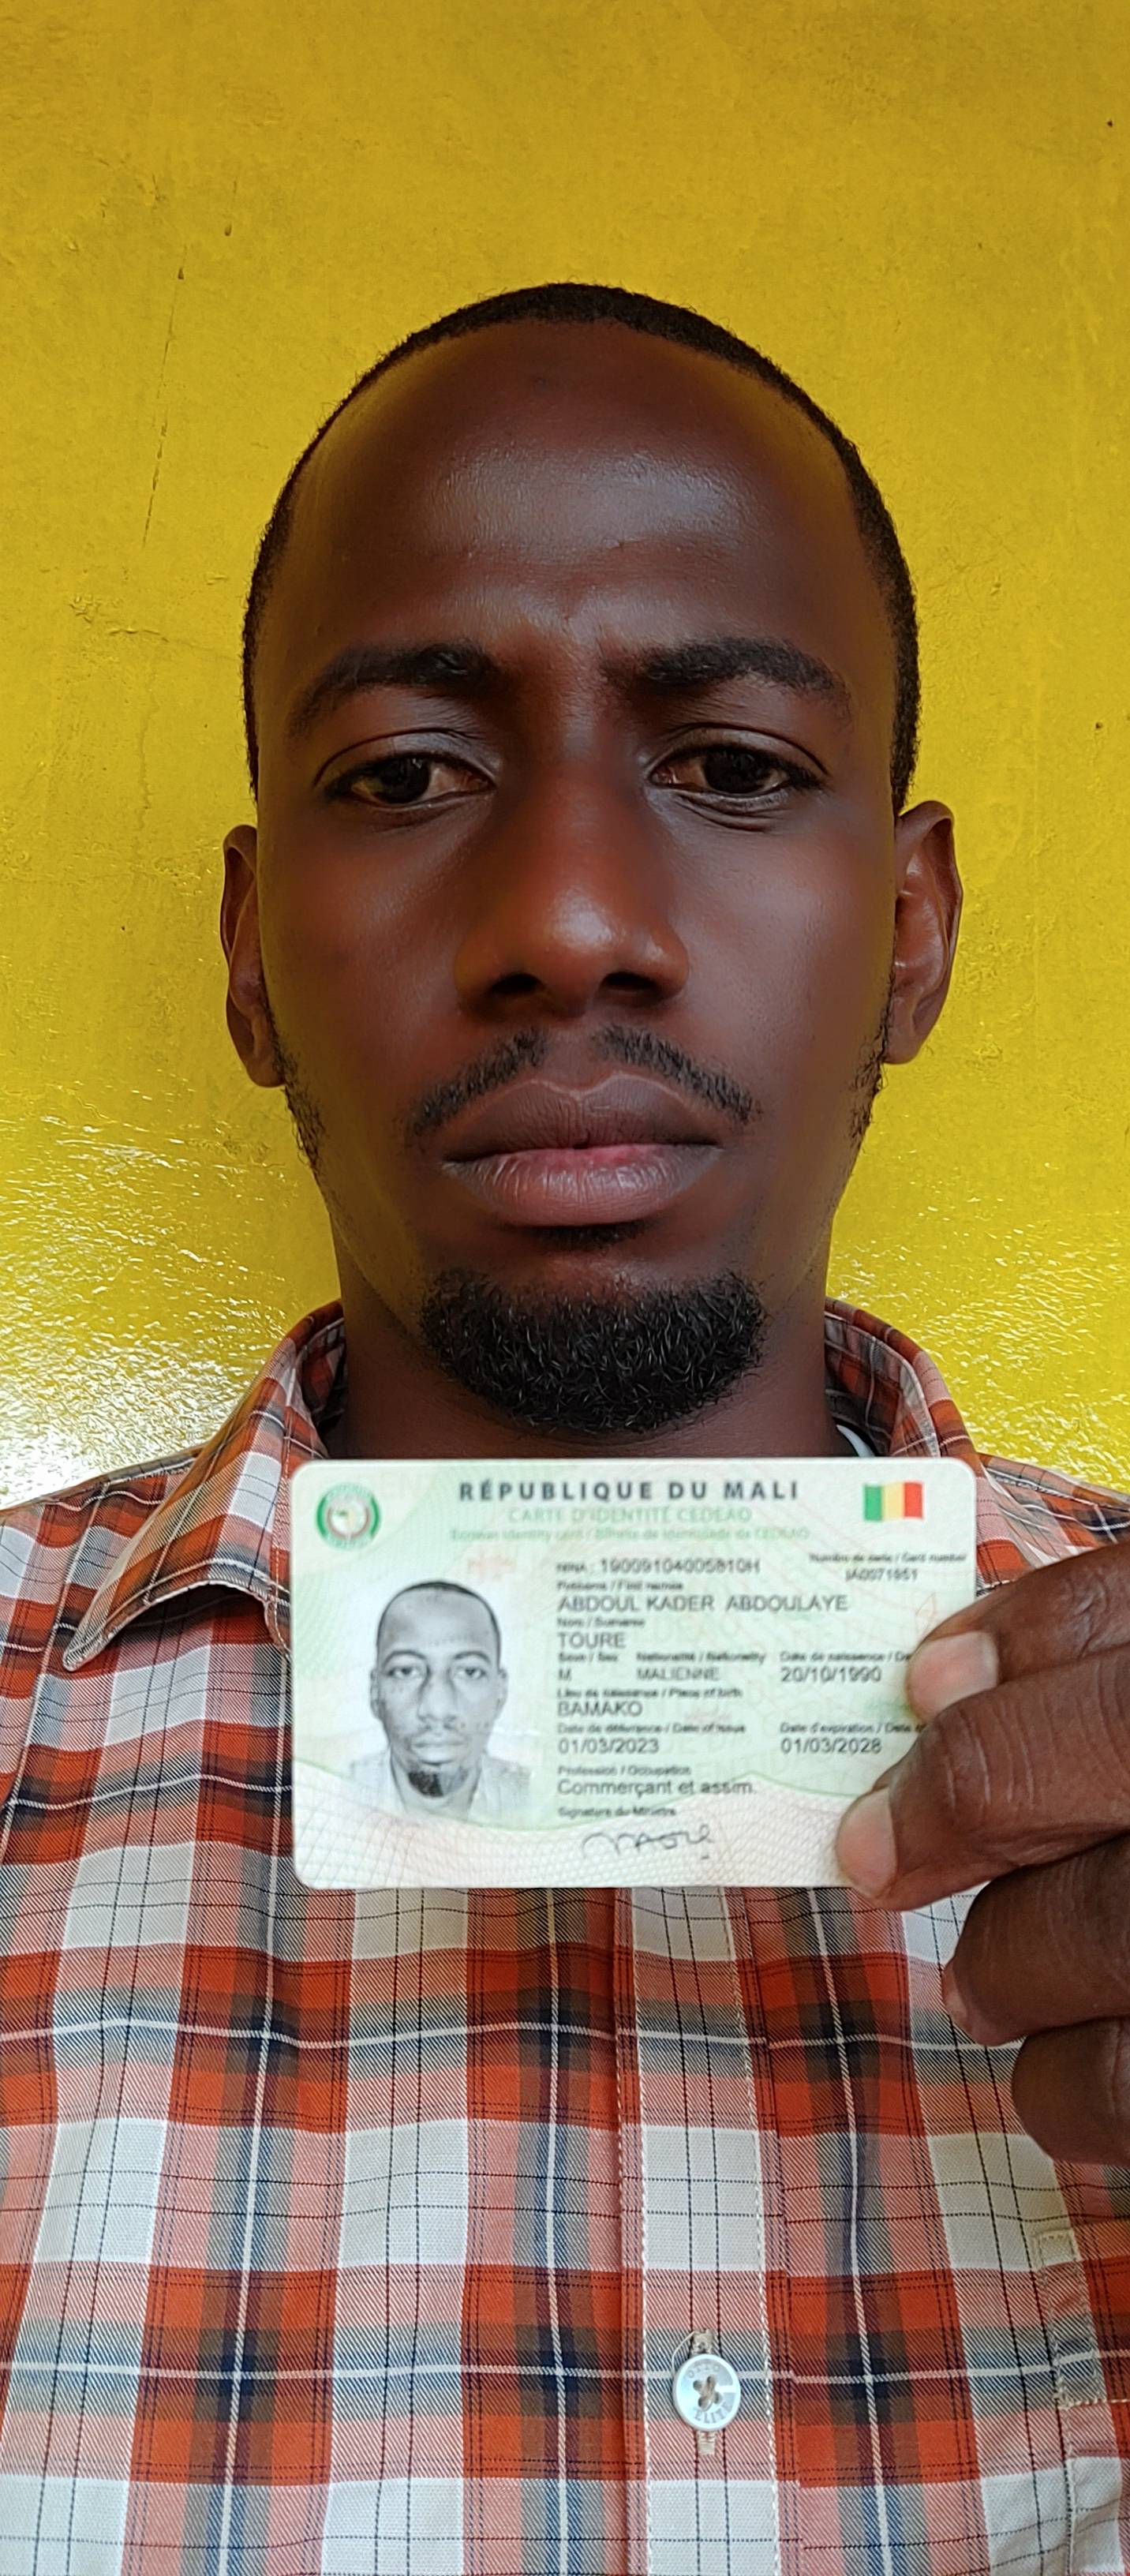 RÉPUBLIQUE DU MALI
CARTE D'IDENTITÉ CEDEAO
Ecowas identity card / Bilhete de identidade da CEDEAO
NINA : 19009104005810H
Numéro de carte / Card number
IA0071951
Prénoms / First names
ABDOUL KADER ABDOULAYE
Nom / Surname
TOURE
Sexe / Sex Nationalité / Nationality Date de naissance / Da
M MALIENNE 20/10/1990
Lieu de naissance / Place of birth
BAMAKO
Date de délivrance / Date of issue Date d'expiration / Date of
01/03/2023 01/03/2028
Profession / Occupation
Commerçant et assim.
Signature du Ministre
ELITE